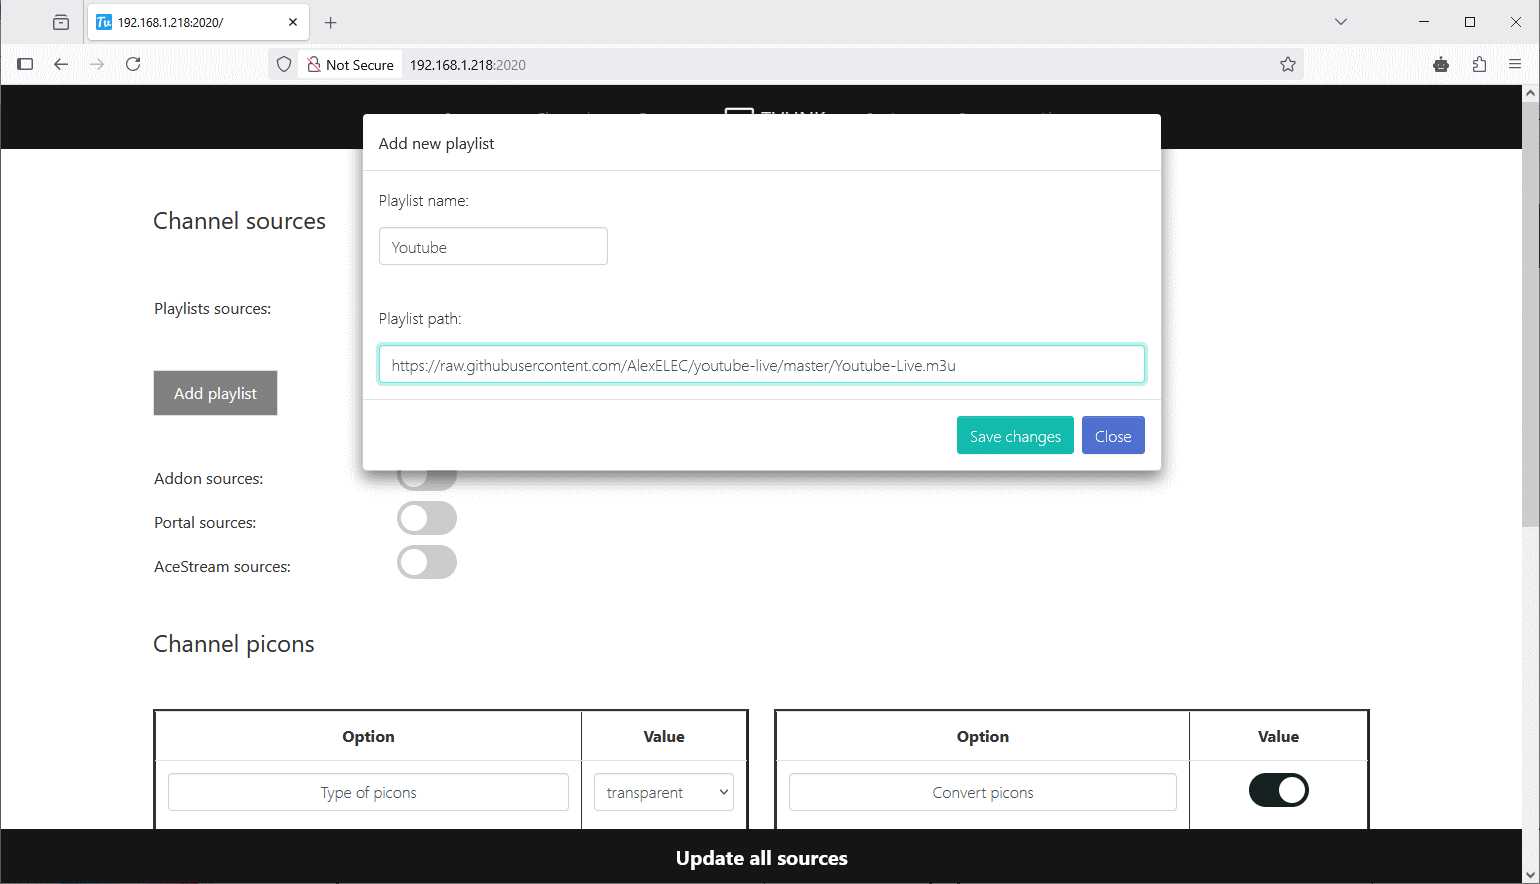 Tu 192.168.1.218:2020/
Not Secure 192.168.1.218:2020
Add new playlist
Playlist name:
Channel sources
Youtube
Playlists sources:
Playlist path:
https://raw.githubusercontent.com/AlexELEC/youtube-live/master/Youtube-Live.m3u
Add playlist
Save changes Close
Addon sources:
Portal sources:
AceStream sources:
Channel picons
Option Value Option Value
Type of picons transparent Convert picons
Update all sources